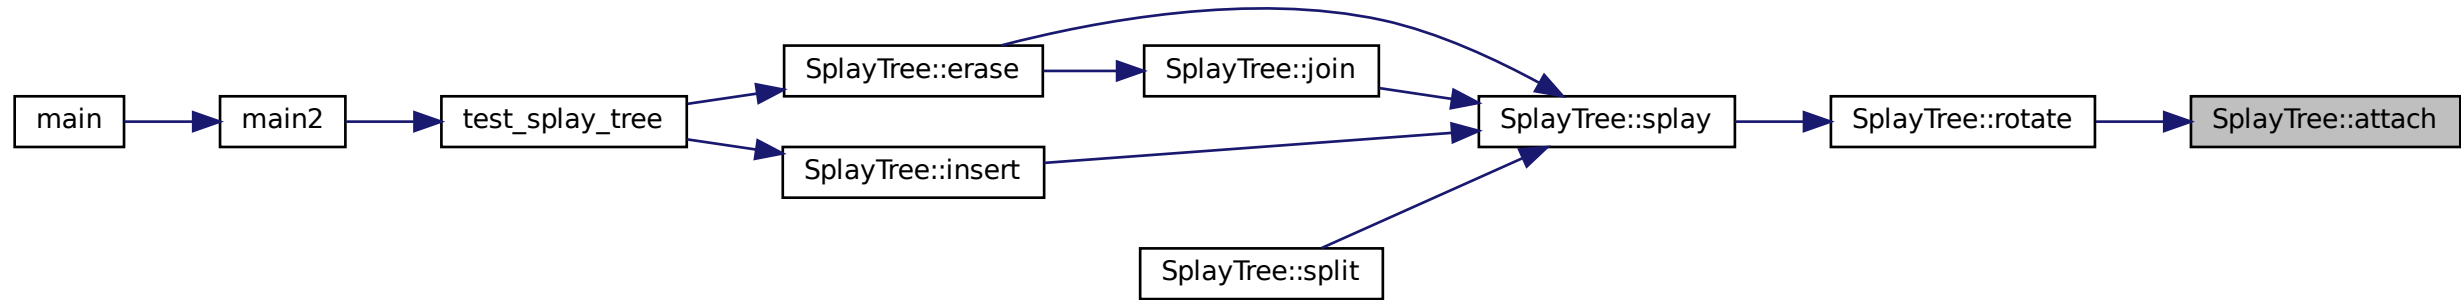 main
main2
test_splay_tree
SplayTree::erase
SplayTree::insert
SplayTree::join
SplayTree::split
SplayTree::splay
SplayTree::rotate
SplayTree::attach